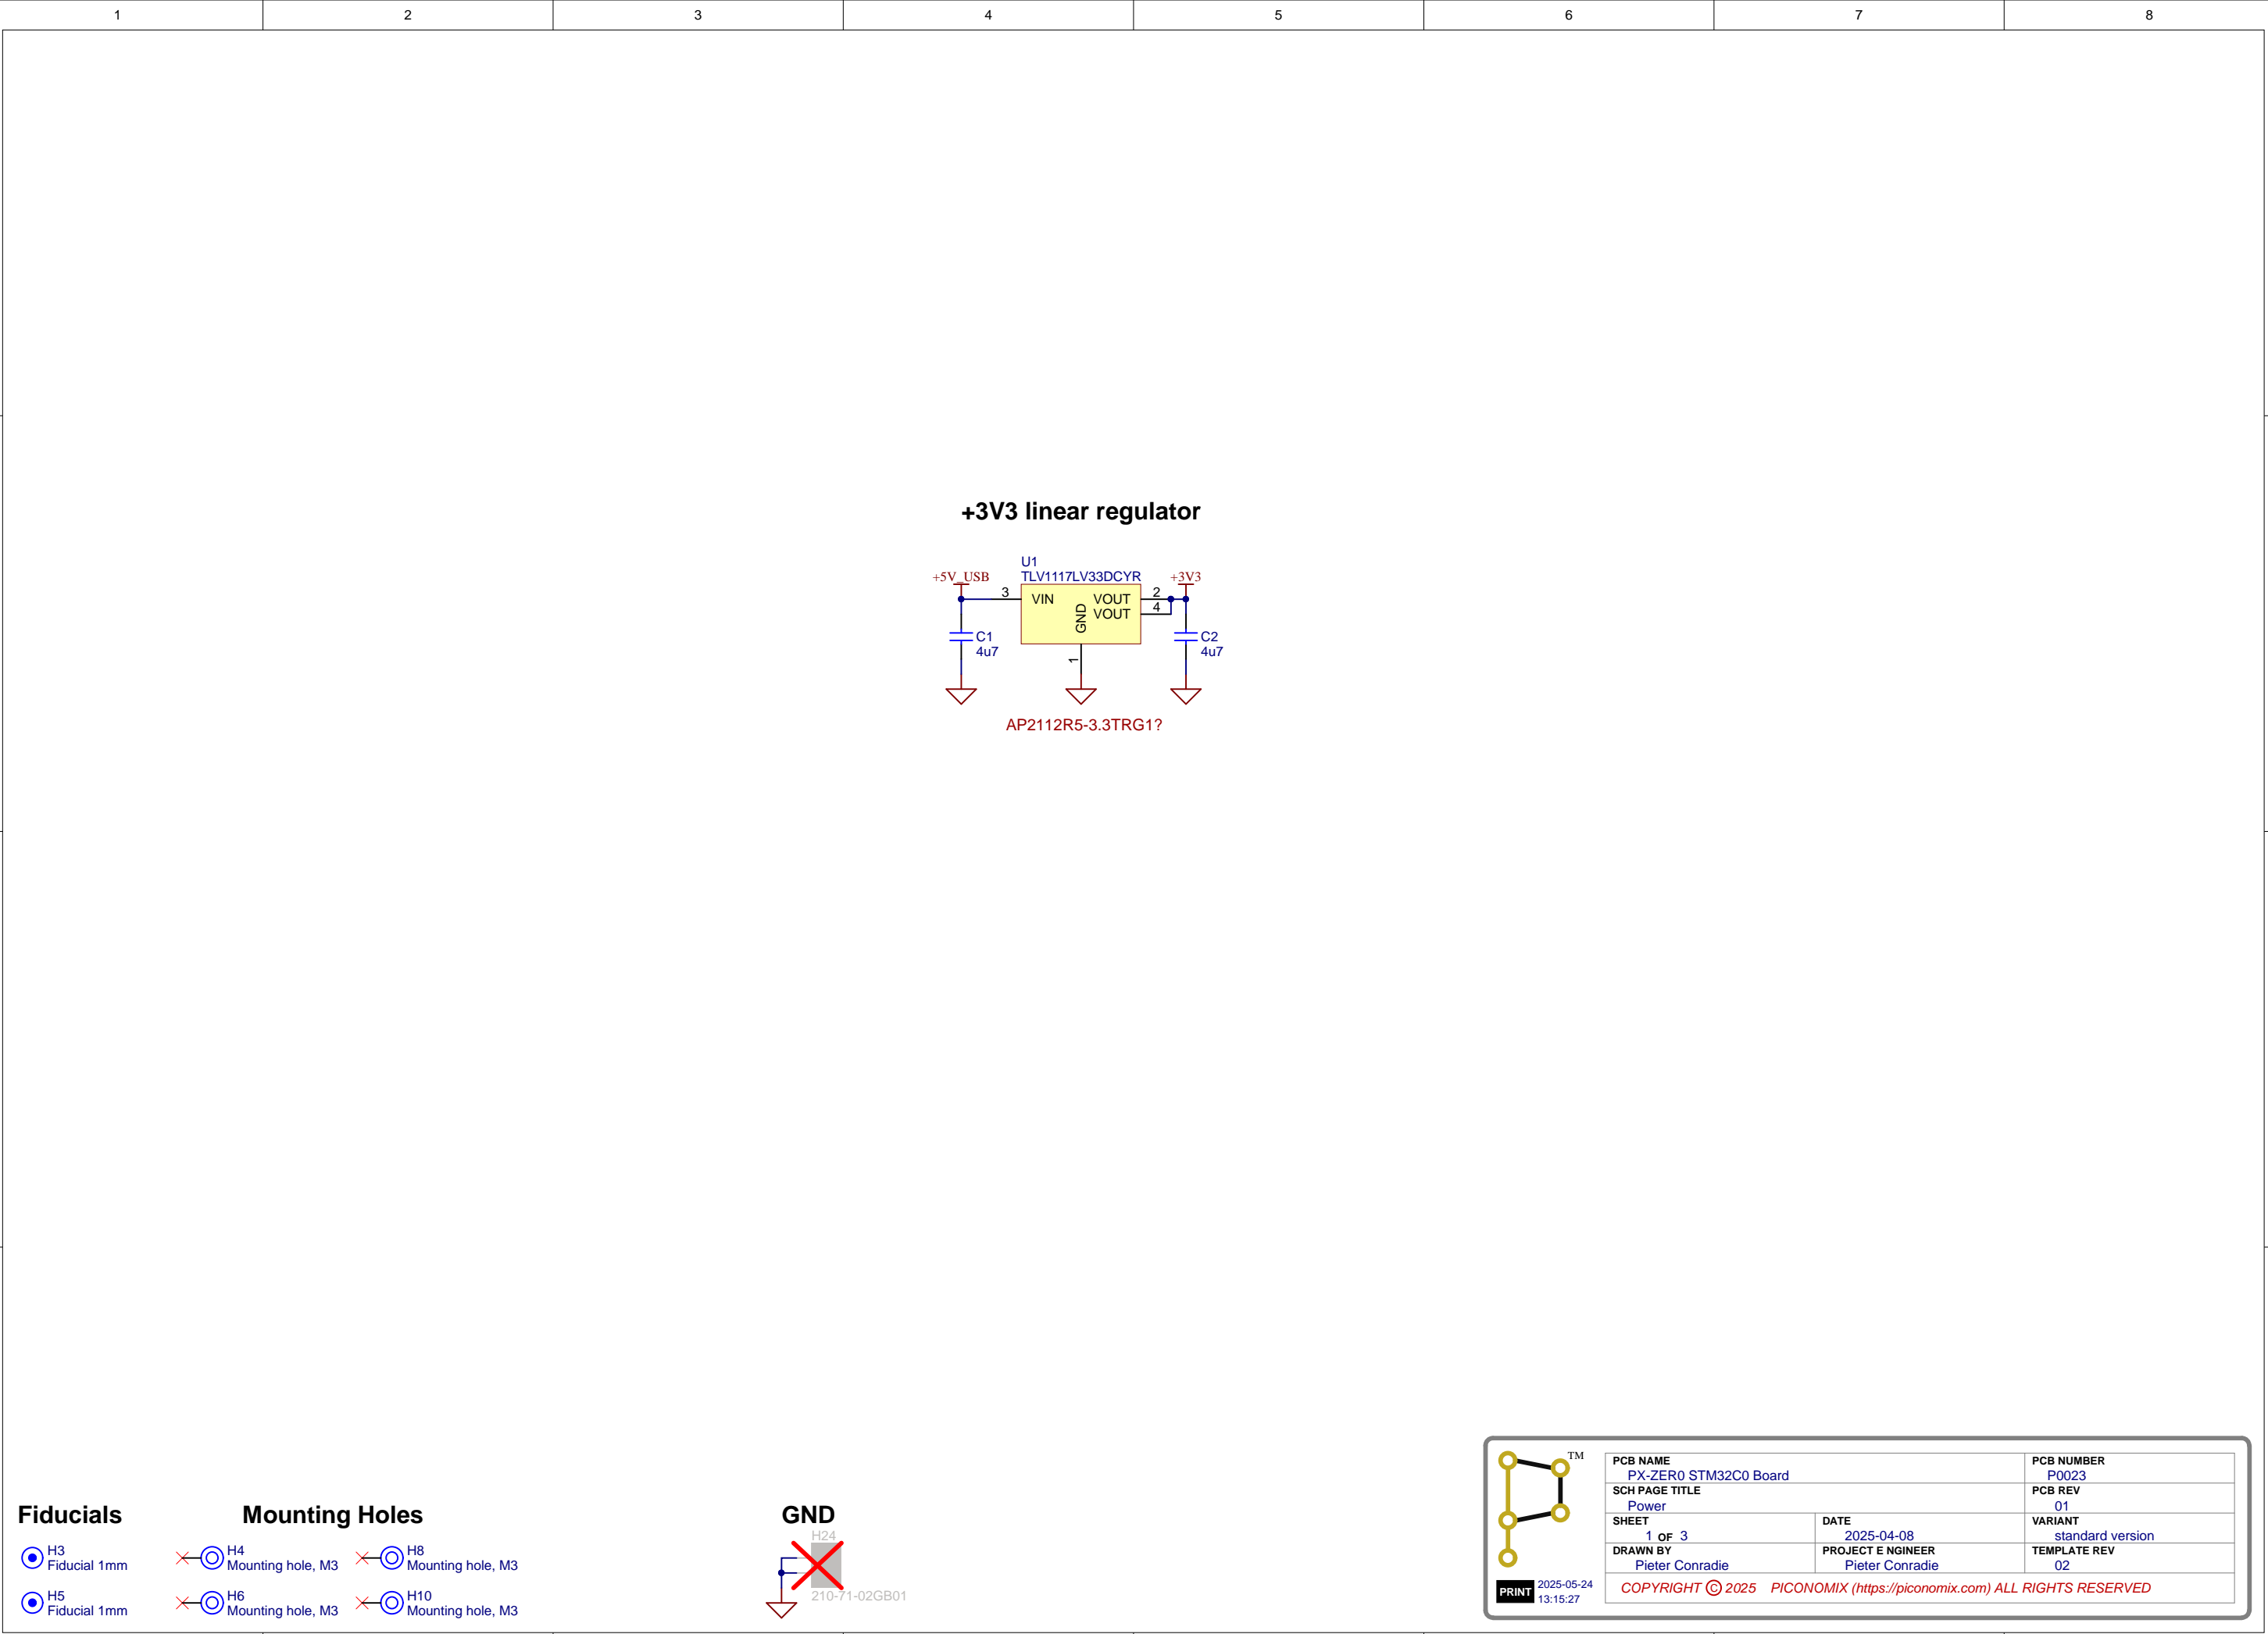 1 2 3 4 5 6 7 8
+3V3 linear regulator
U1
TLV1117LV33DCYR
+5V_USB
+3V3
3
VIN
VOUT
2
VOUT
4
GND
1
C1
4u7
C2
4u7
AP2112R5-3.3TRG1?
Fiducials
H3
Fiducial 1mm
H5
Fiducial 1mm
Mounting Holes
H4
Mounting hole, M3
H8
Mounting hole, M3
H6
Mounting hole, M3
H10
Mounting hole, M3
GND
H24
210-71-02GB01
TM
PCB NAME
PX-ZER0 STM32C0 Board
PCB NUMBER
P0023
SCH PAGE TITLE
Power
PCB REV
01
SHEET
1 OF 3
DATE
2025-04-08
VARIANT
standard version
DRAWN BY
Pieter Conradie
PROJECT E NGINEER
Pieter Conradie
TEMPLATE REV
02
PRINT
2025-05-24
13:15:27
COPYRIGHT © 2025 PICONOMIX (https://piconomix.com) ALL RIGHTS RESERVED